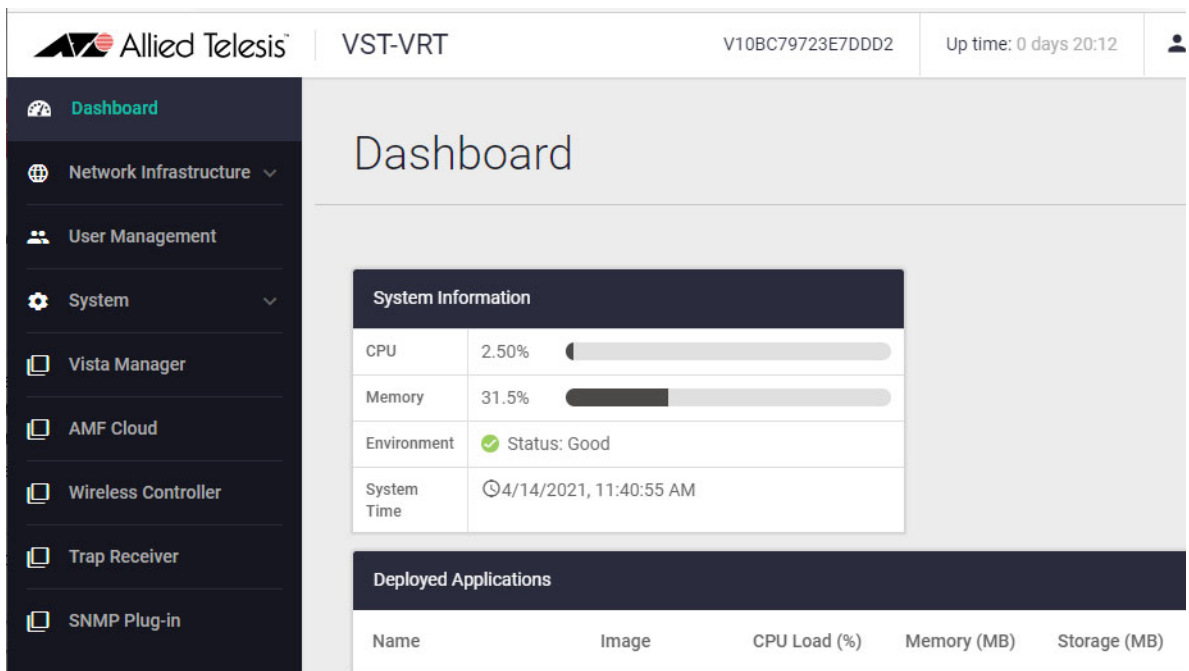 Allied Telesis™
VST-VRT
V10BC79723E7DDD2
Up time: 0 days 20:12
Dashboard
Network Infrastructure
User Management
System
Vista Manager
AMF Cloud
Wireless Controller
Trap Receiver
SNMP Plug-in
Dashboard
System Information
CPU 2.50%
Memory 31.5%
Environment Status: Good
System
Time
4/14/2021, 11:40:55 AM
Deployed Applications
Name Image CPU Load (%) Memory (MB) Storage (MB)